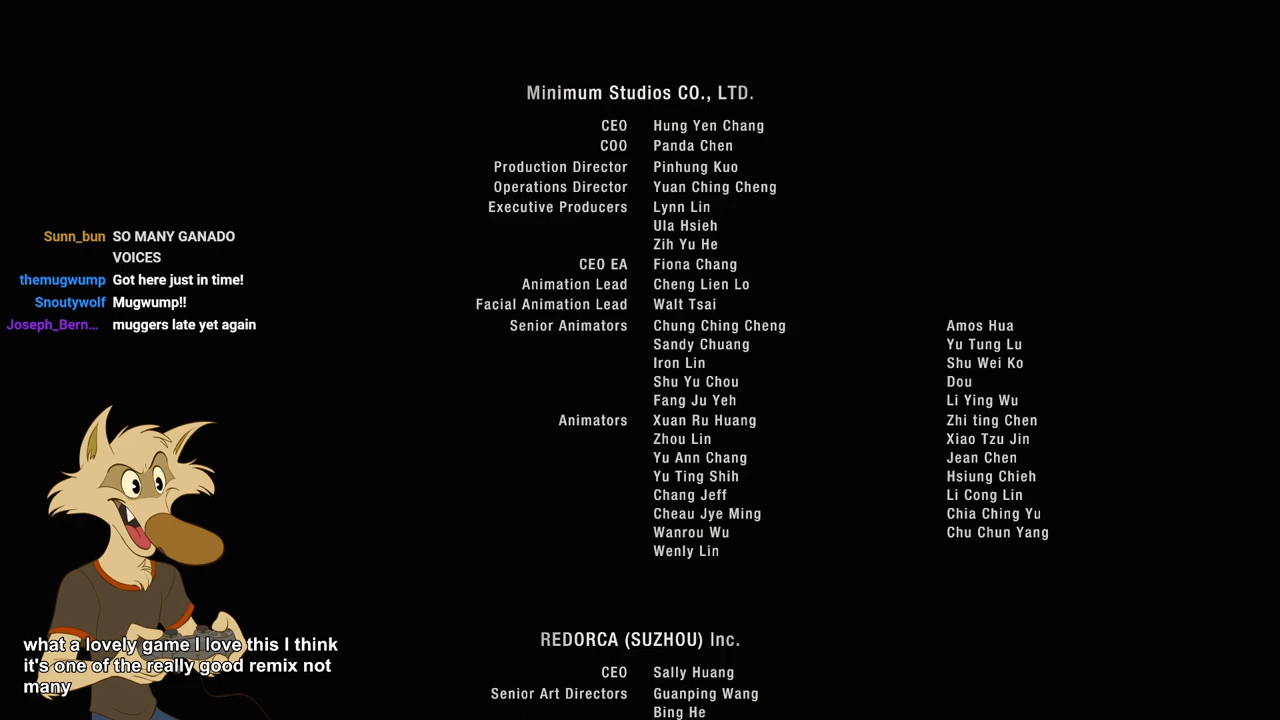 Minimum Studios CO., LTD.
CEO Hung Yen Chang
COO Panda Chen
Production Director Pinhung Kuo
Operations Director Yuan Ching Cheng
Executive Producers Lynn Lin
Ula Hsieh
Zih Yu He
CEO EA Fiona Chang
Animation Lead Cheng Lien Lo
Facial Animation Lead Walt Tsai
Senior Animators Chung Ching Cheng Amos Hua
Sandy Chuang Yu Tung Lu
Iron Lin Shu Wei Ko
Shu Yu Chou Dou
Fang Ju Yeh Li Ying Wu
Animators Xuan Ru Huang Zhi ting Chen
Zhou Lin Xiao Tzu Jin
Yu Ann Chang Jean Chen
Yu Ting Shih Hsiung Chieh
Chang Jeff Li Cong Lin
Cheau Jye Ming Chia Ching Yu
Wanrou Wu Chu Chun Yang
Wenly Lin
REDORCA (SUZHOU) Inc.
CEO Sally Huang
Senior Art Directors Guanping Wang
Bing He
Sunn_bun SO MANY GANADO
VOICES
themugwump Got here just in time!
Snoutywolf Mugwump!!
Joseph_Bern... muggers late yet again
what a lovely game I love this I think
it's one of the really good remix not
many